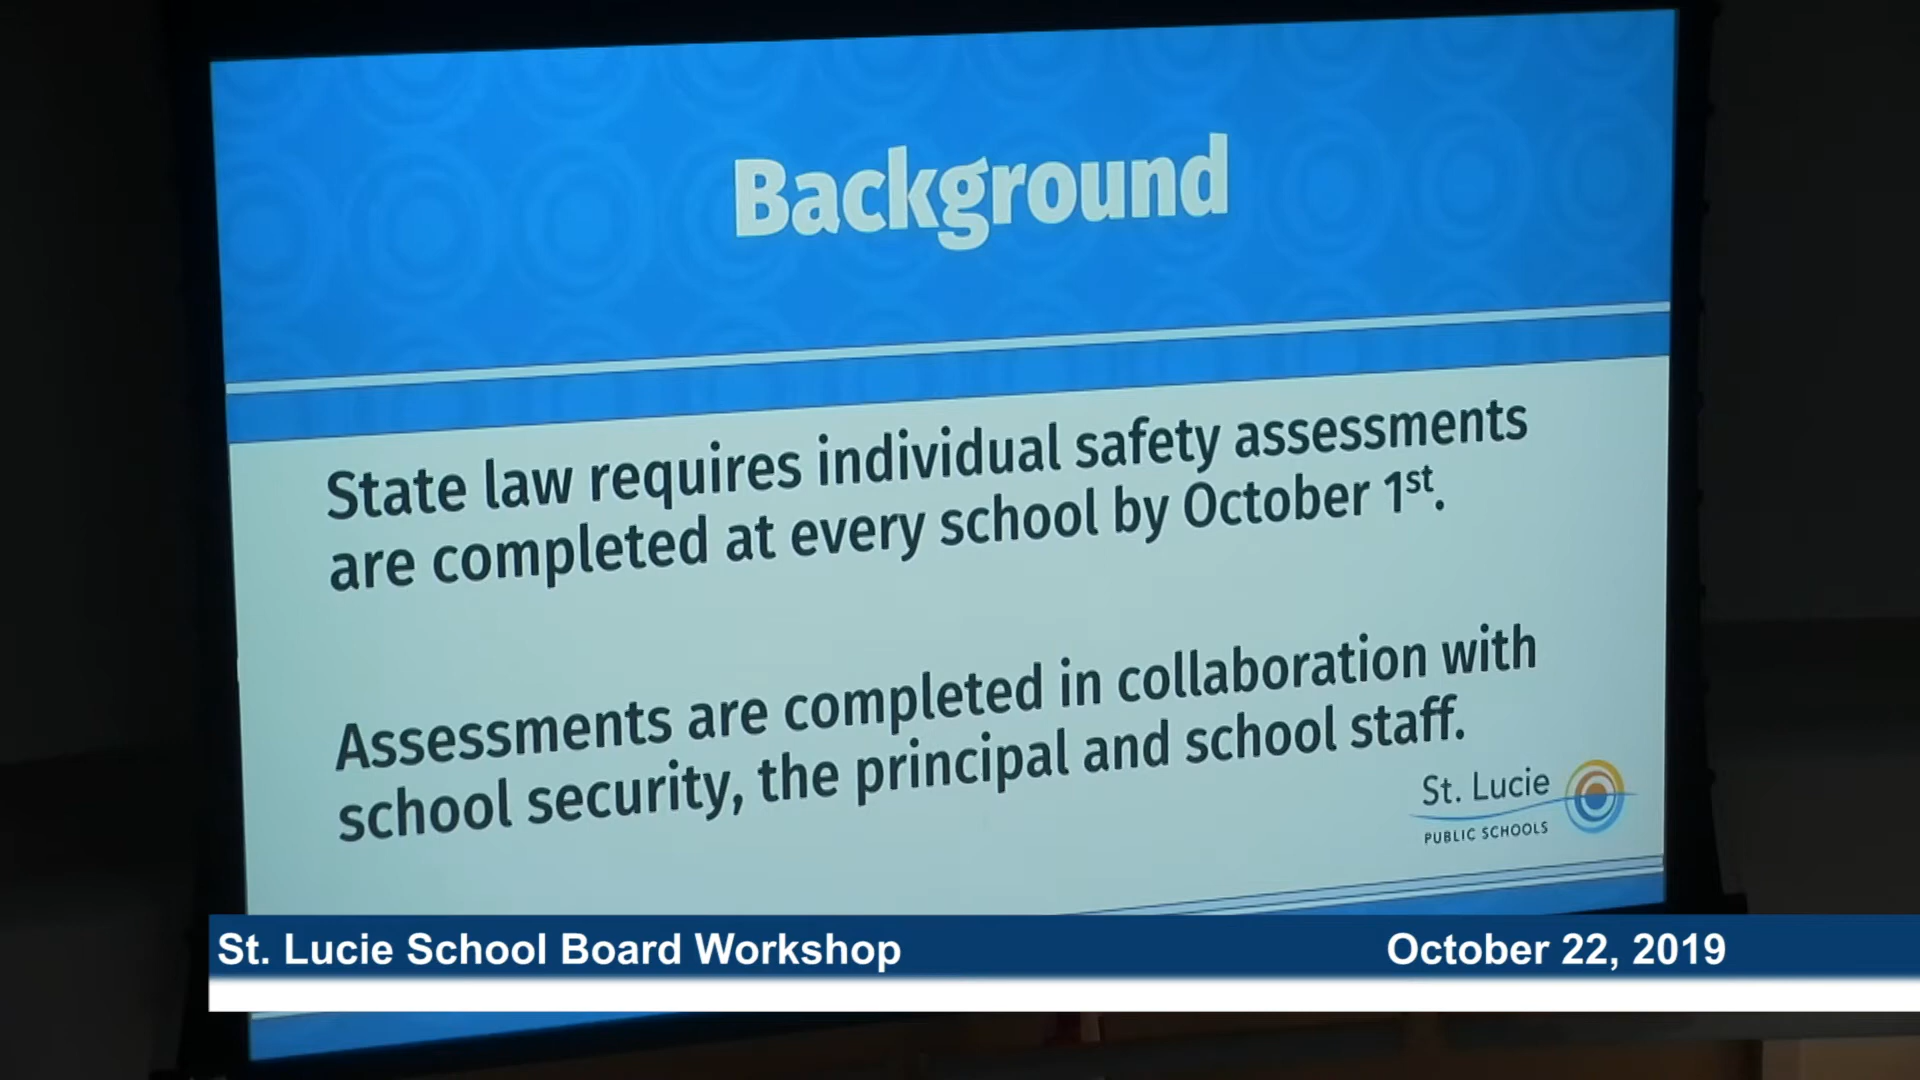 Background
State law requires individual safety assessments
are completed at every school by October 1st.
Assessments are completed in collaboration with
school security, the principal and school staff.
St. Lucie
PUBLIC SCHOOLS
St. Lucie School Board Workshop
October 22, 2019